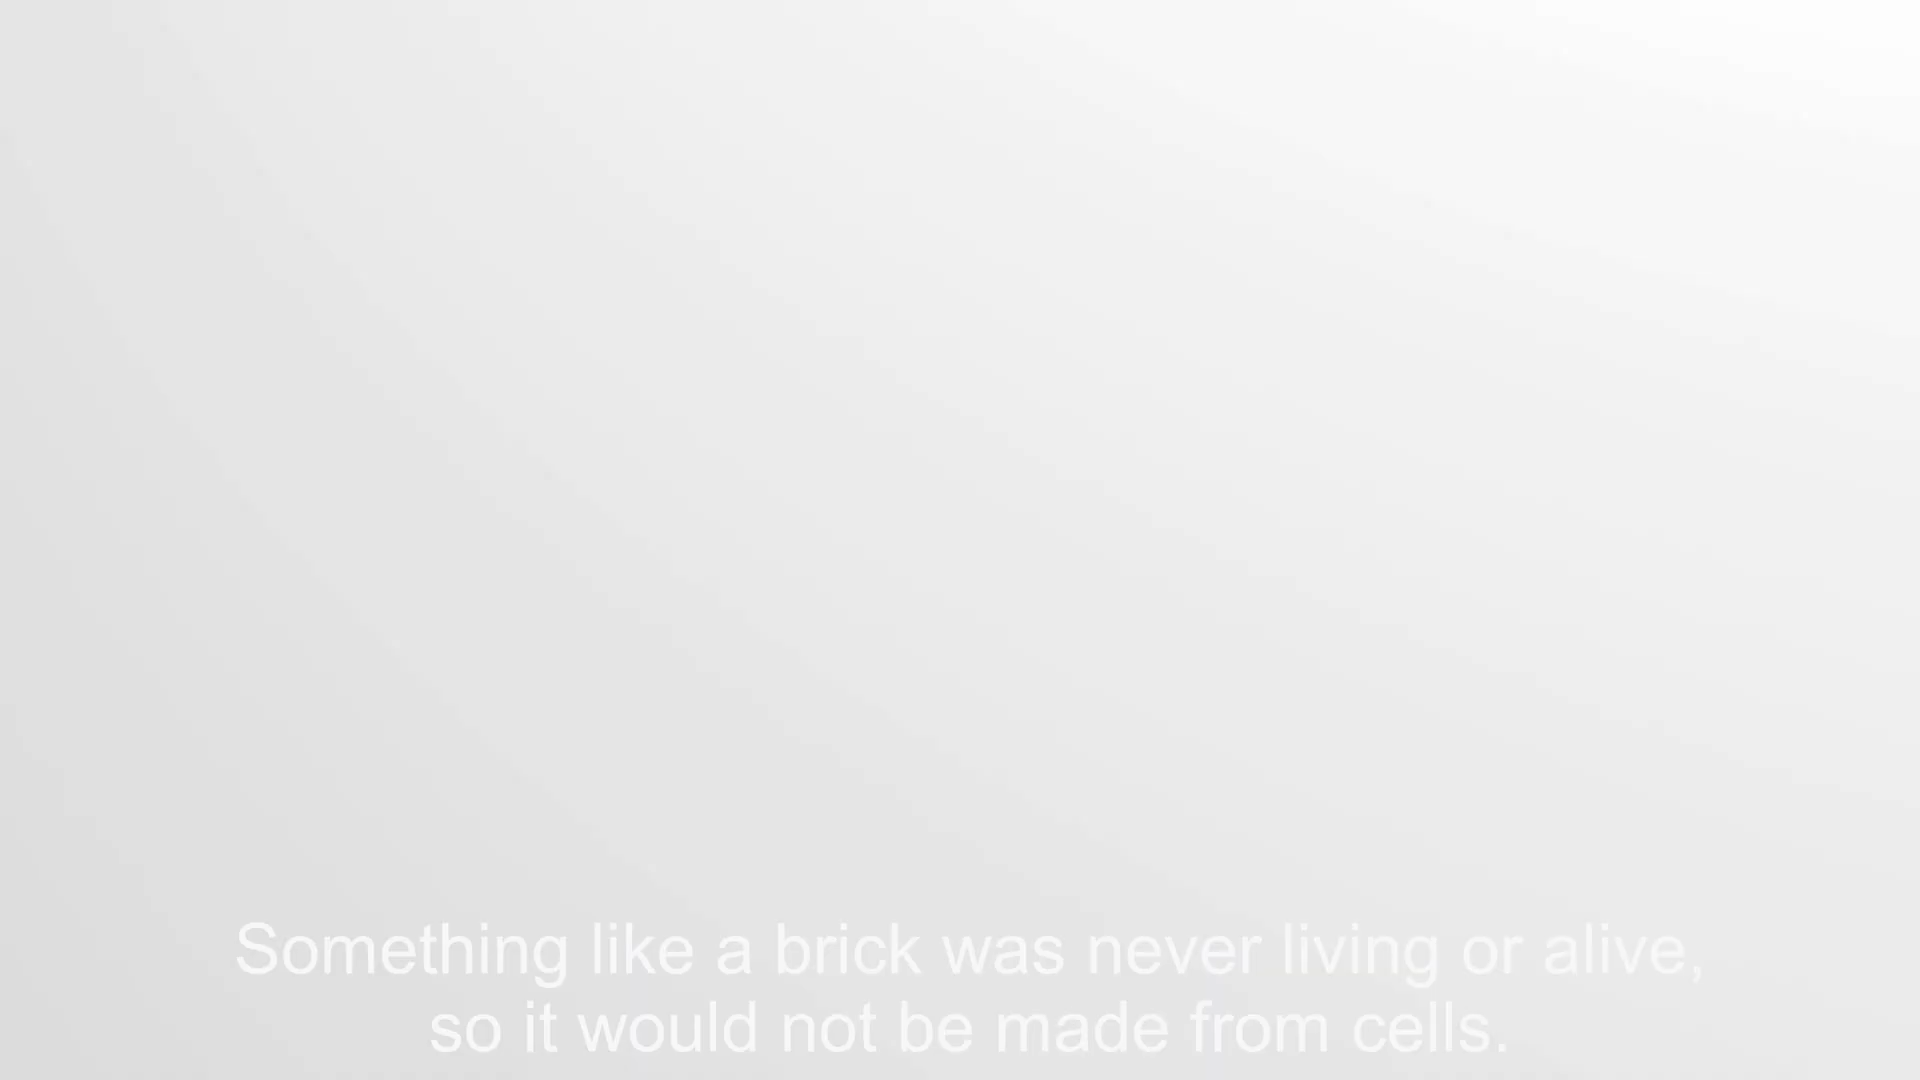 Something like a brick was never living or alive,
so it would not be made from cells.